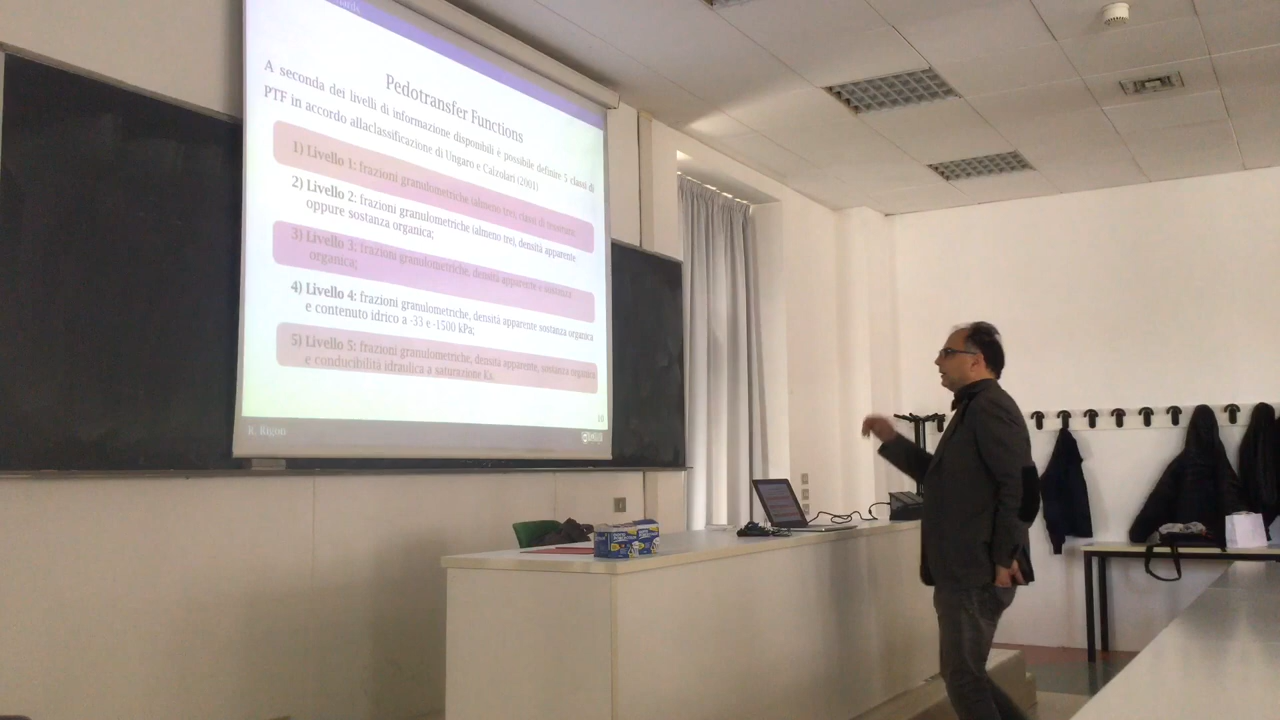 Pedotransfer Functions
A seconda dei livelli di informazione disponibili è possibile definire 5 classi di
PTF in accordo allaclassificazione di Ungaro e Calzolari (2001)
1) Livello 1: frazioni granulometriche (almeno tre), classi di tessitura;
2) Livello 2: frazioni granulometriche (almeno tre), densità apparente
oppure sostanza organica;
3) Livello 3: frazioni granulometriche, densità apparente e sostanza
organica;
4) Livello 4: frazioni granulometriche, densità apparente sostanza organica
e contenuto idrico a -33 e -1500 kPa;
5) Livello 5: frazioni granulometriche, densità apparente, sostanza organica
e conducibilità idraulica a saturazione ks.
R. Rigon